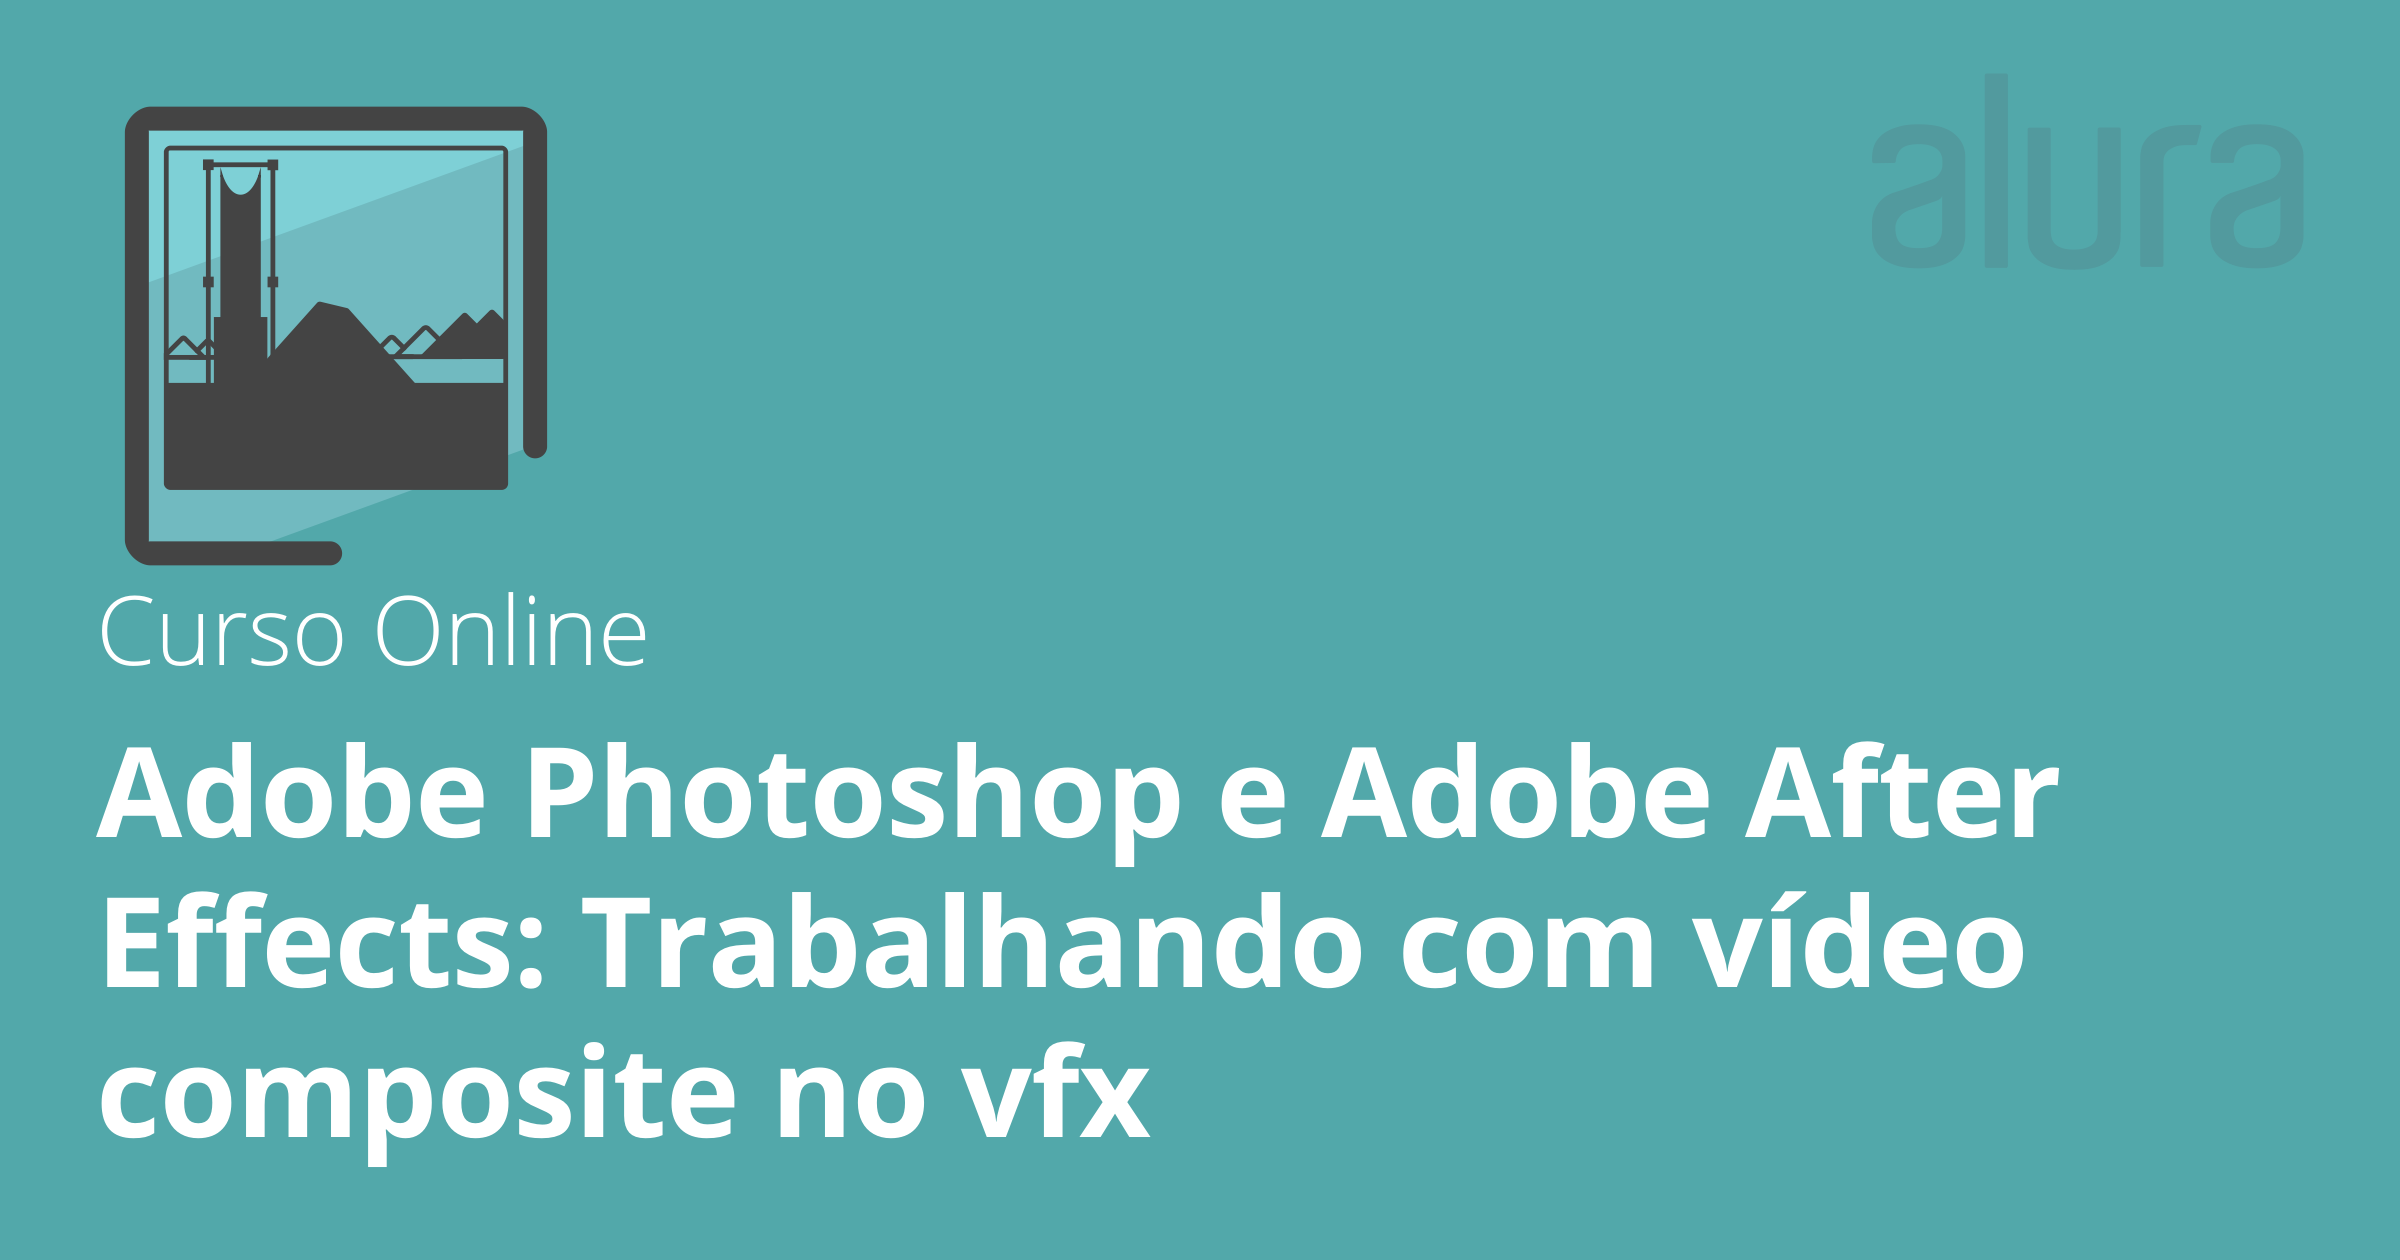 alura
Curso Online
Adobe Photoshop e Adobe After
Effects: Trabalhando com vídeo
composite no vfx